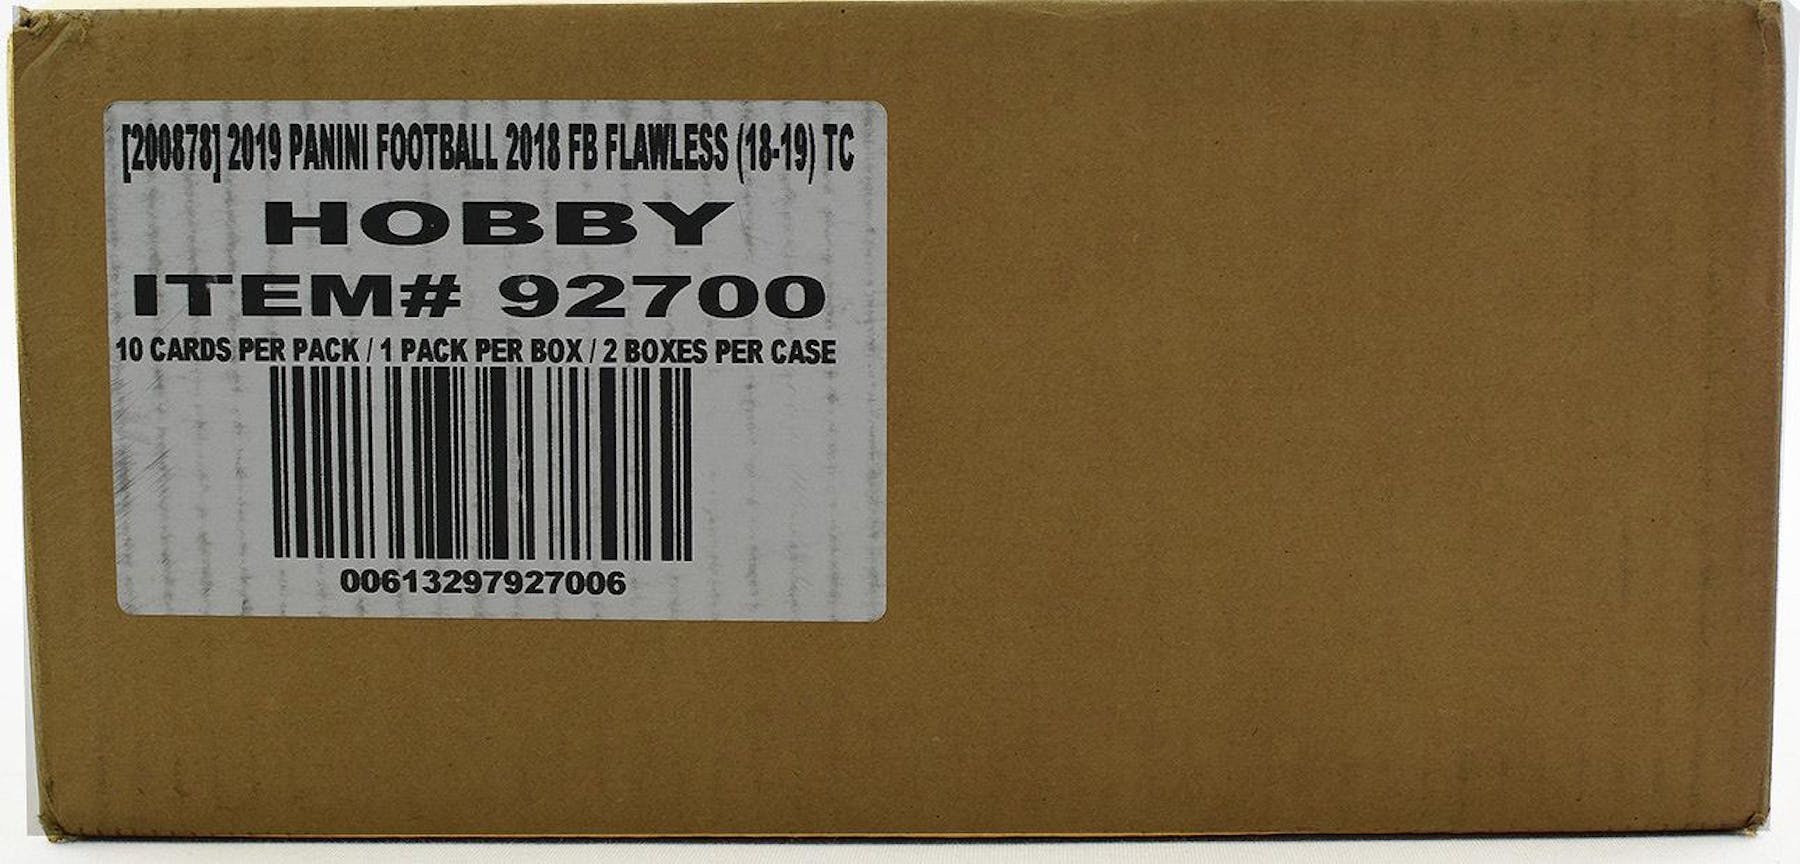 [200878] 2019 PANINI FOOTBALL 2018 FB FLAWLESS (18-19) TC
HOBBY
ITEM# 92700
10 CARDS PER PACK / 1 PACK PER BOX / 2 BOXES PER CASE
00613297927006